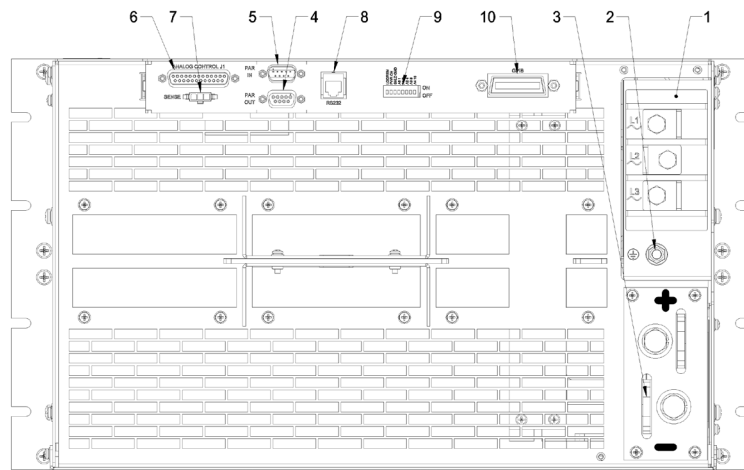 6 7 5 4 8 9 10 3 2 1
ANALOG CONTROL J1
PAR
IN
SENSE
PAR
OUT
RS232
ON
OFF
GPIB
L1
L2
L3
+
−